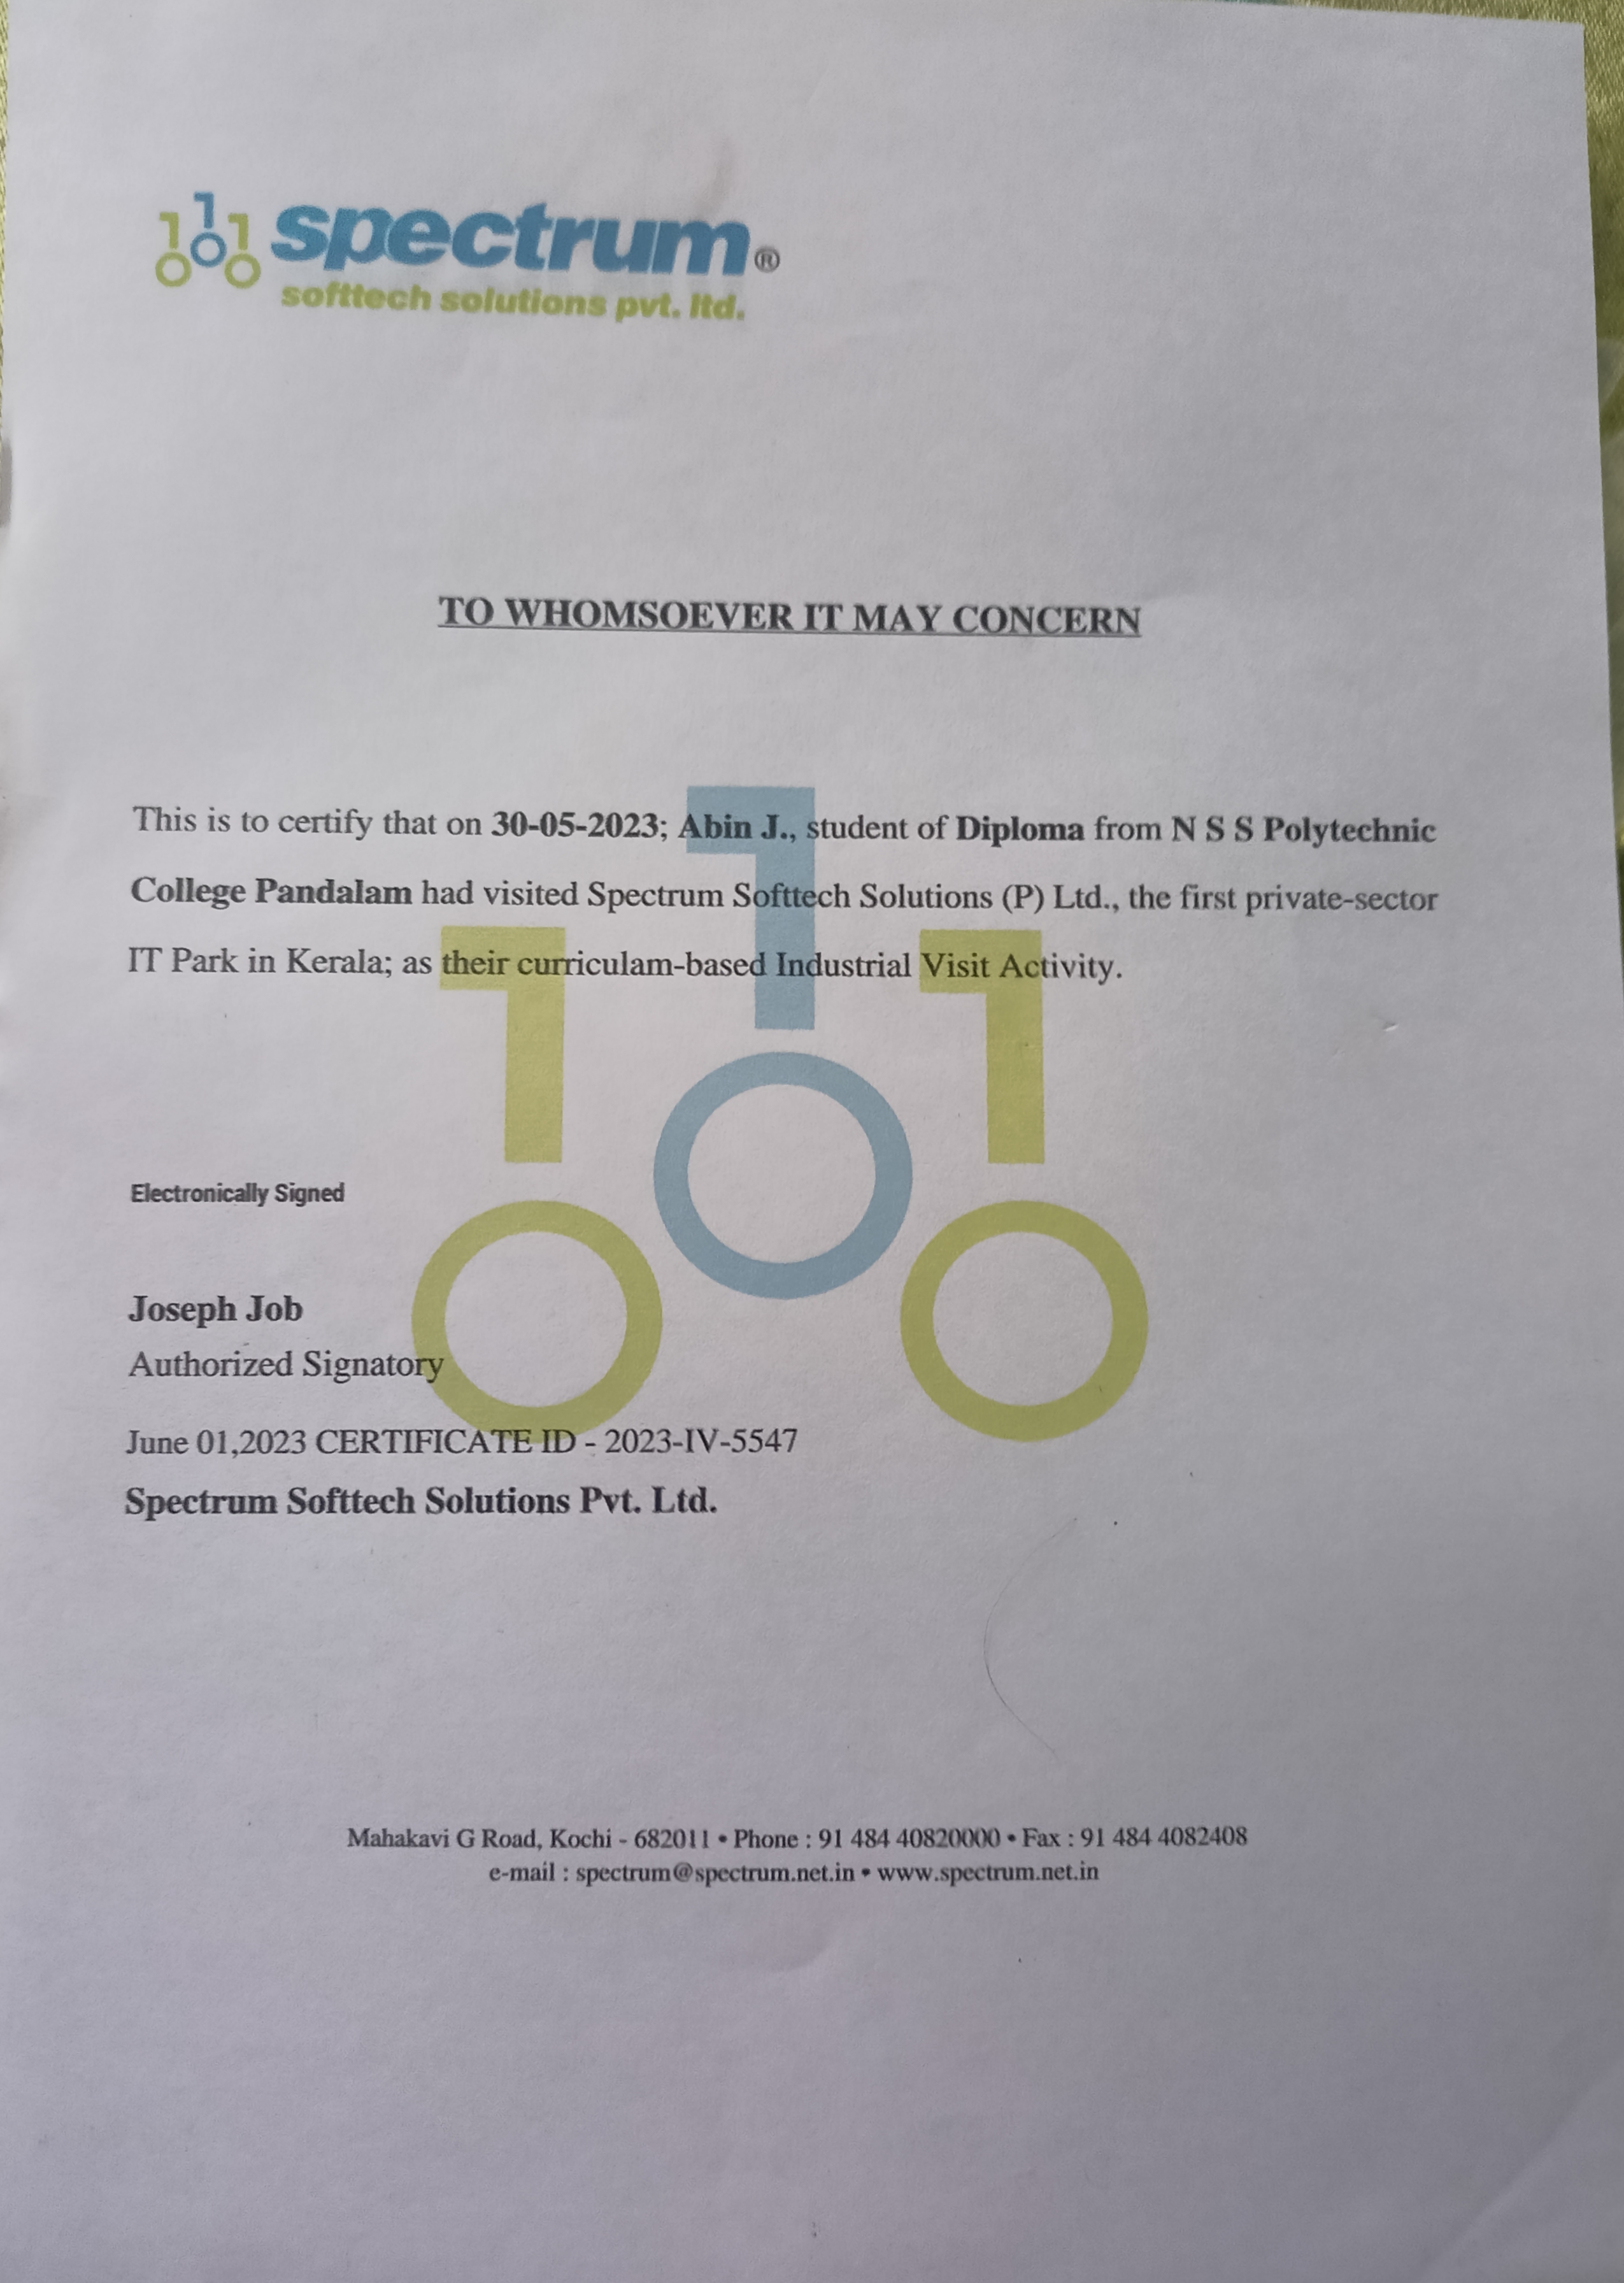 spectrum®
softtech solutions pvt. ltd.
TO WHOMSOEVER IT MAY CONCERN
This is to certify that on 30-05-2023; Abin J., student of Diploma from N S S Polytechnic
College Pandalam had visited Spectrum Softtech Solutions (P) Ltd., the first private-sector
IT Park in Kerala; as their curriculam-based Industrial Visit Activity.
Electronically Signed
Joseph Job
Authorized Signatory
June 01,2023 CERTIFICATE ID - 2023-IV-5547
Spectrum Softtech Solutions Pvt. Ltd.
Mahakavi G Road, Kochi - 682011 • Phone : 91 484 40820000 • Fax : 91 484 4082408
e-mail : spectrum@spectrum.net.in • www.spectrum.net.in